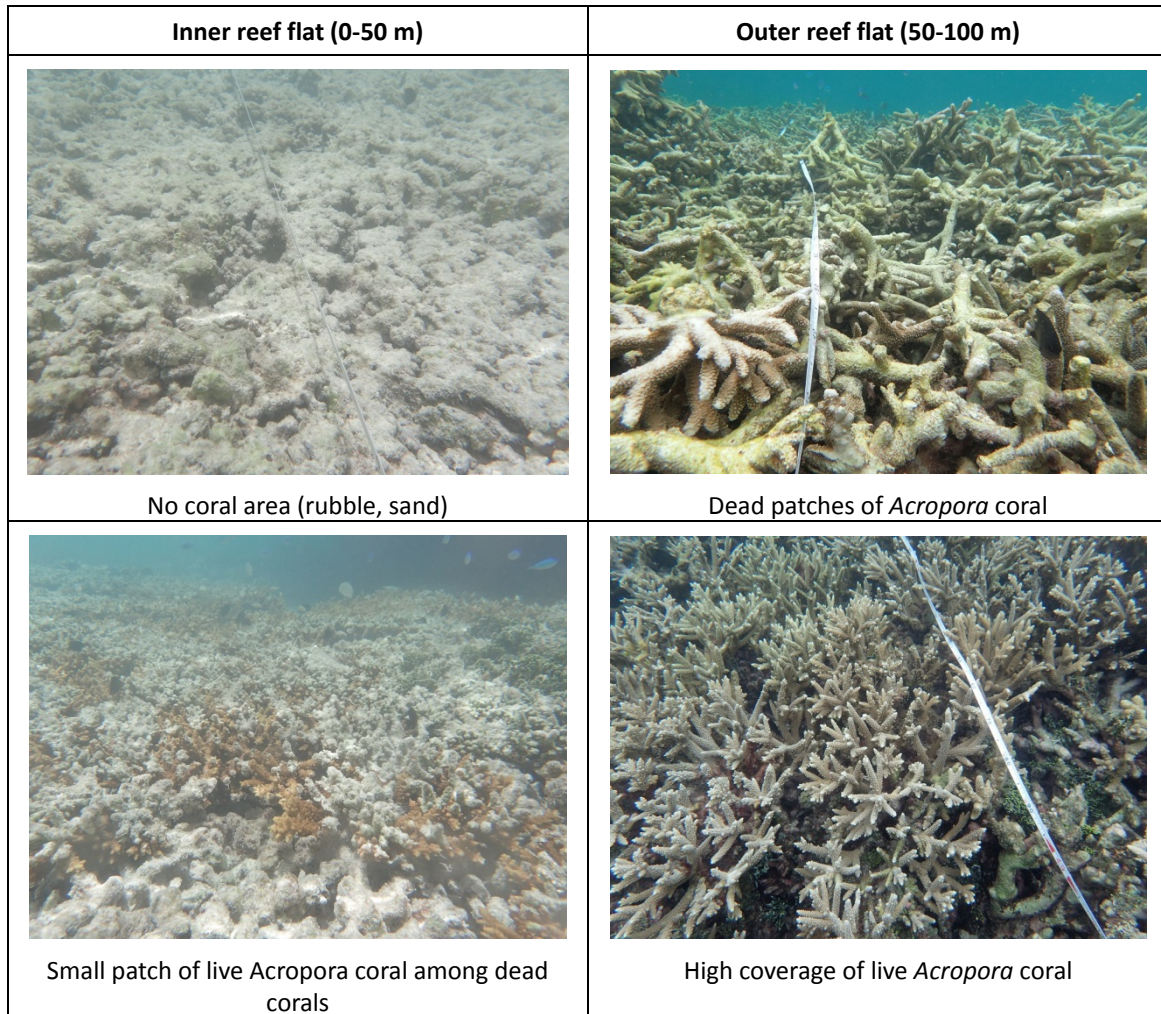 Inner reef flat (0-50 m)
Outer reef flat (50-100 m)
No coral area (rubble, sand)
Dead patches of Acropora coral
Small patch of live Acropora coral among dead
corals
High coverage of live Acropora coral